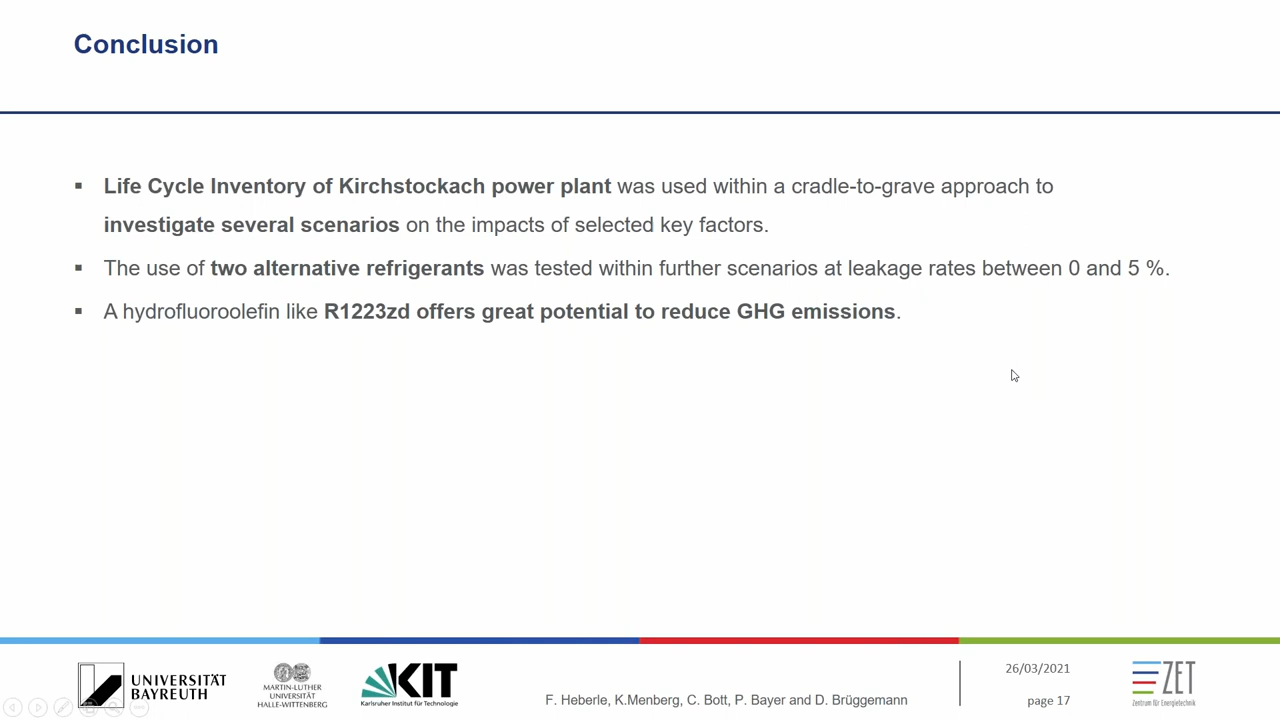 Conclusion
▪ Life Cycle Inventory of Kirchstockach power plant was used within a cradle-to-grave approach to
investigate several scenarios on the impacts of selected key factors.
▪ The use of two alternative refrigerants was tested within further scenarios at leakage rates between 0 and 5 %.
▪ A hydrofluoroolefin like R1223zd offers great potential to reduce GHG emissions.
UNIVERSITÄT
BAYREUTH
MARTIN-LUTHER
UNIVERSITÄT
HALLE-WITTENBERG
KIT
Karlsruher Institut für Technologie
F. Heberle, K.Menberg, C. Bott, P. Bayer and D. Brüggemann
26/03/2021
page 17
ZET
Zentrum für Energietechnik